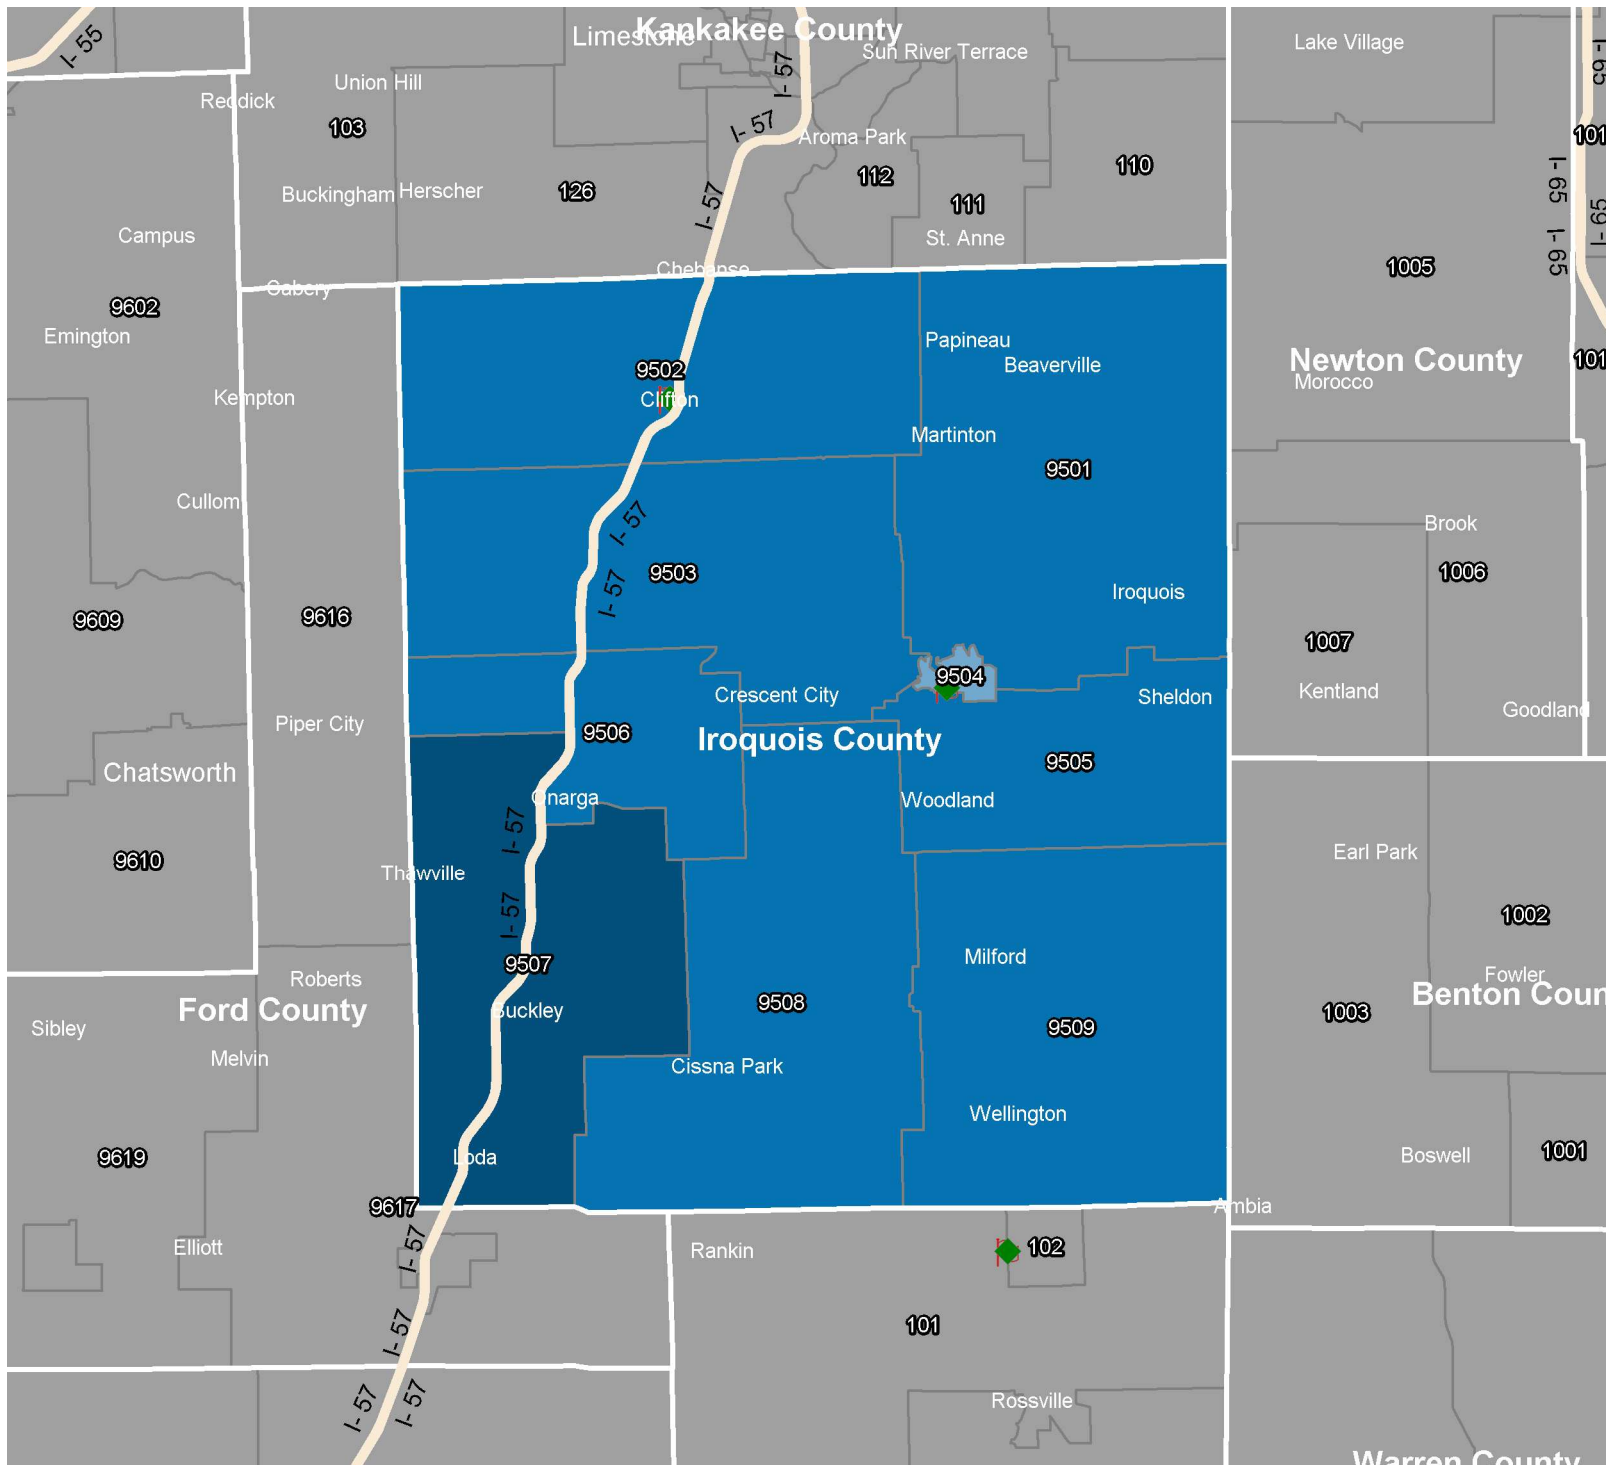 Kankakee County
Limestone
I- 55
Sun River Terrace
Lake Village
I- 65
Union Hill
I- 57
Reddick
103
I- 57
Aroma Park
101
110
126
112
I- 65
Buckingham
Herscher
I- 57
111
I- 65
Campus
St. Anne
I- 65
Chebanse
1005
Cabery
9602
Emington
Papineau
Newton County
101
Beaverville
9502
Morocco
Kempton
Clifton
Martinton
9501
Cullom
I- 57
Brook
9503
1006
I- 57
Iroquois
9609
9616
1007
9504
Crescent City
Sheldon
Kentland
Goodland
Piper City
9506
Iroquois County
9505
Chatsworth
Onarga
Woodland
I- 57
9610
Earl Park
Thawville
I- 57
1002
9507
Milford
Roberts
Fowler
Benton Coun
Ford County
Buckley
9508
1003
Sibley
9509
Melvin
Cissna Park
Wellington
9619
Loda
Boswell
1001
9617
Ambia
Elliott
I- 57
Rankin
102
I- 57
101
I- 57
I- 57
Rossville
Warren County